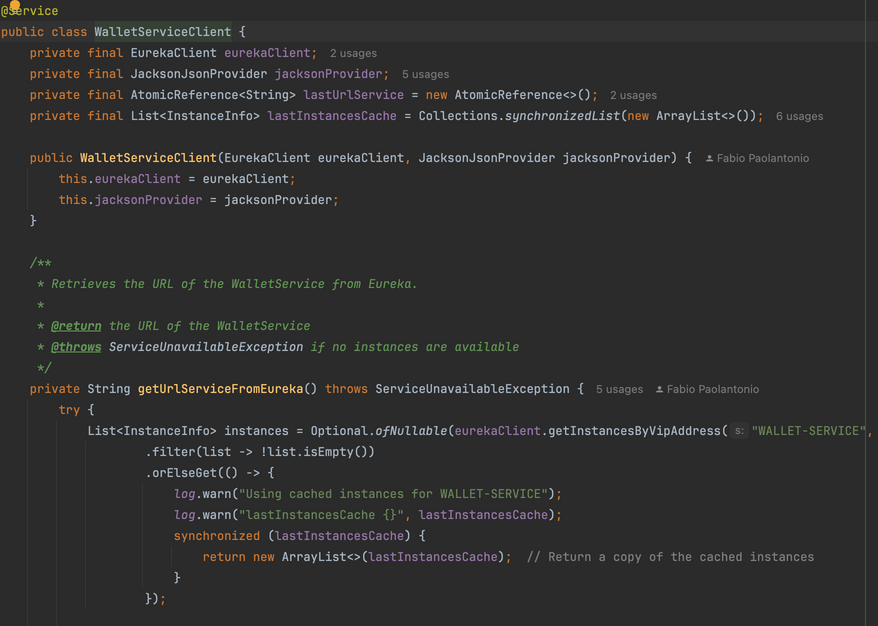 @Service
public class WalletServiceClient {
private final EurekaClient eurekaClient; 2 usages
private final JacksonJsonProvider jacksonProvider; 5 usages
private final AtomicReference<String> lastUrlService = new AtomicReference<>(); 2 usages
private final List<InstanceInfo> lastInstancesCache = Collections.synchronizedList(new ArrayList<>()); 6 usages
public WalletServiceClient(EurekaClient eurekaClient, JacksonJsonProvider jacksonProvider) { Fabio Paolantonio
this.eurekaClient = eurekaClient;
this.jacksonProvider = jacksonProvider;
}
/**
* Retrieves the URL of the WalletService from Eureka.
*
* @return the URL of the WalletService
* @throws ServiceUnavailableException if no instances are available
*/
private String getUrlServiceFromEureka() throws ServiceUnavailableException { 5 usages Fabio Paolantonio
try {
List<InstanceInfo> instances = Optional.ofNullable(eurekaClient.getInstancesByVipAddress( s: "WALLET-SERVICE",
.filter(list -> !list.isEmpty())
.orElseGet(() -> {
log.warn("Using cached instances for WALLET-SERVICE");
log.warn("lastInstancesCache {}", lastInstancesCache);
synchronized (lastInstancesCache) {
return new ArrayList<>(lastInstancesCache); // Return a copy of the cached instances
}
});